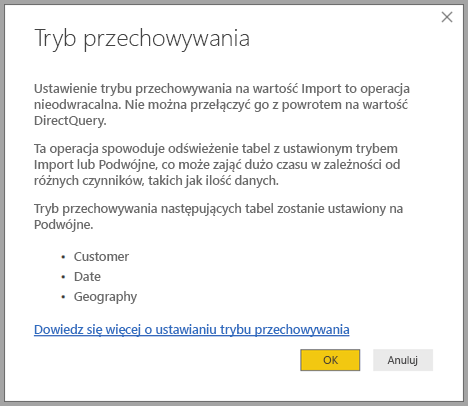 Tryb przechowywania
Ustawienie trybu przechowywania na wartość Import to operacja
nieodwracalna. Nie można przełączyć go z powrotem na wartość
DirectQuery.
Ta operacja spowoduje odświeżenie tabel z ustawionym trybem
Import lub Podwójne, co może zająć dużo czasu w zależności od
różnych czynników, takich jak ilość danych.
Tryb przechowywania następujących tabel zostanie ustawiony na
Podwójne.
• Customer
• Date
• Geography
Dowiedz się więcej o ustawianiu trybu przechowywania
OK Anuluj